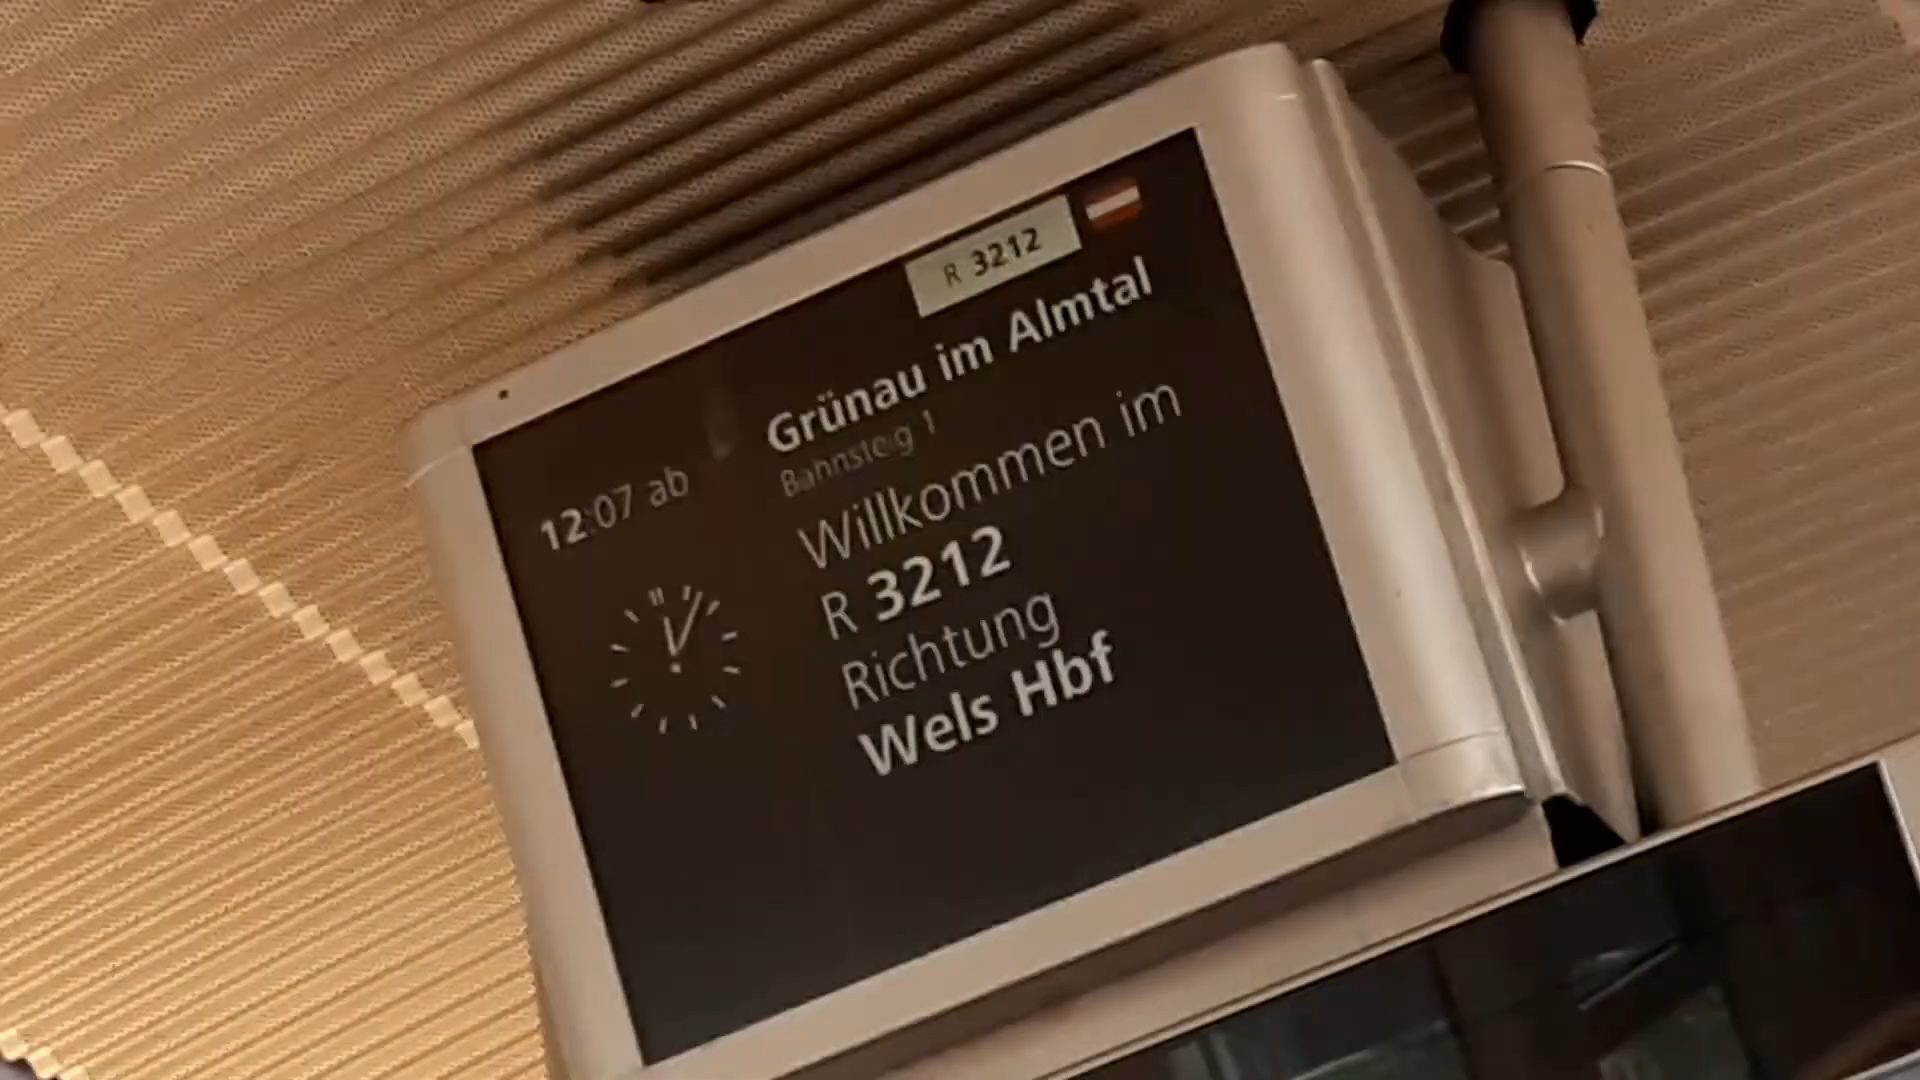 R 3212
Grünau im Almtal
12:07 ab
Bahnsteig 1
Willkommen im
R 3212
Richtung
Wels Hbf